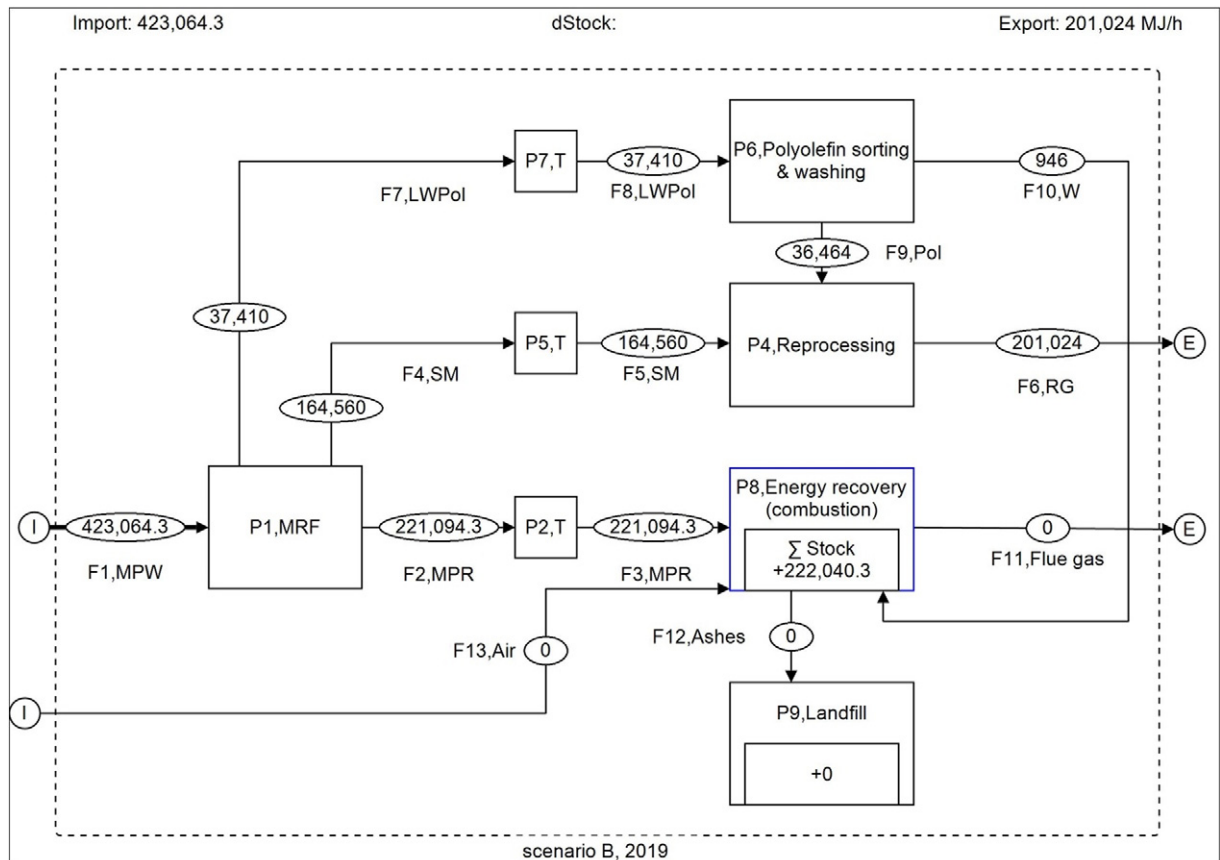 Import: 423,064.3
dStock:
Export: 201,024 MJ/h
P7,T
37,410
P6,Polyolefin sorting
& washing
946
F7,LWPol
F8,LWPol
F10,W
36,464
F9,Pol
37,410
P5,T
164,560
P4,Reprocessing
201,024
E
F4,SM
F5,SM
F6,RG
164,560
P8,Energy recovery
(combustion)
I
423,064.3
P1,MRF
221,094.3
P2,T
221,094.3
0
E
∑ Stock
+222,040.3
F1,MPW
F2,MPR
F3,MPR
F11,Flue gas
F13,Air
0
F12,Ashes
0
I
P9,Landfill
+0
scenario B, 2019